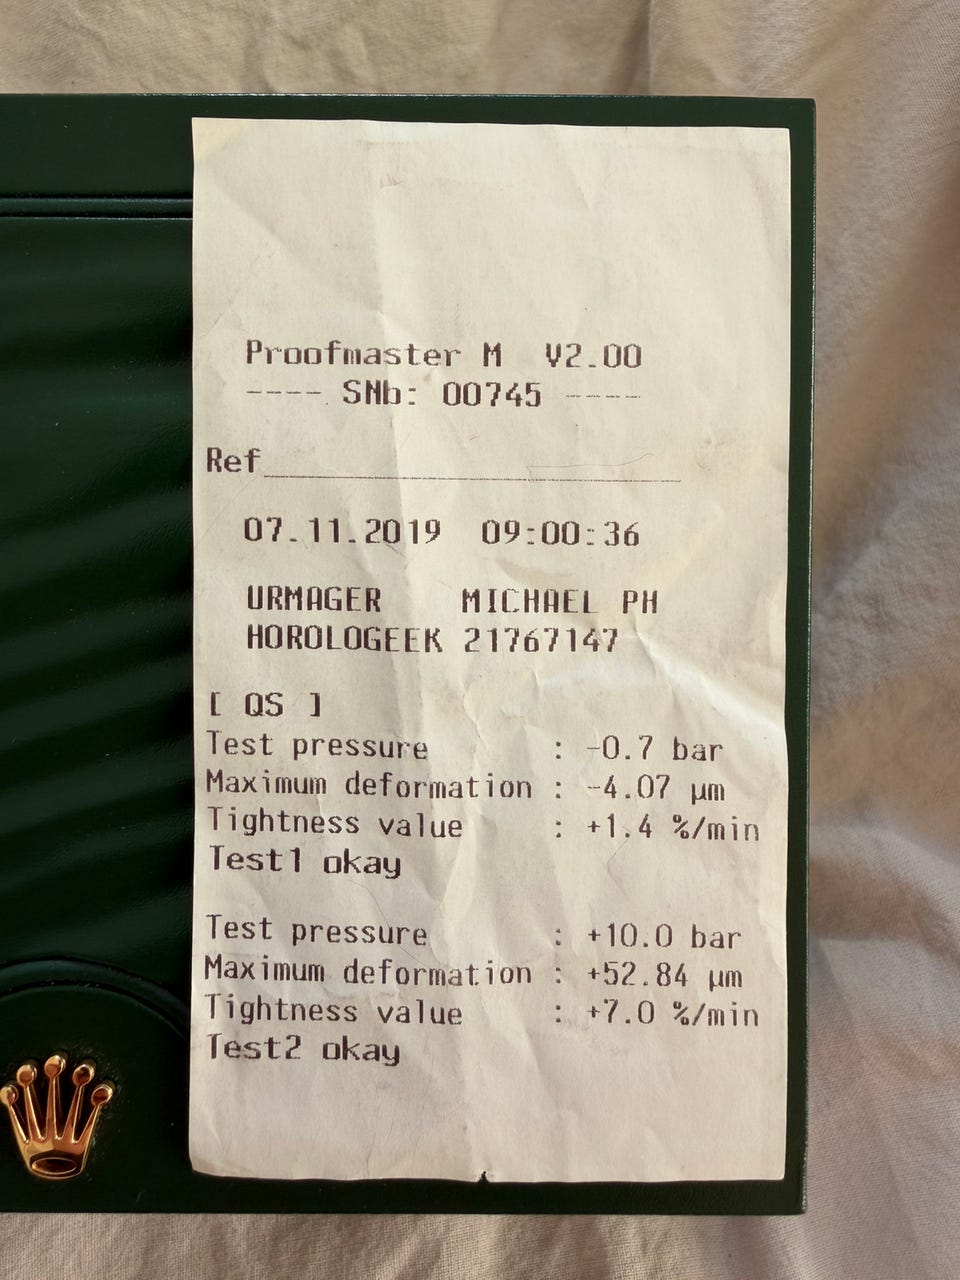 Proofmaster M V2.00
---- SNb: 00745 ----
Ref____________________
07.11.2019 09:00:36
URMAGER MICHAEL PH
HOROLOGEEK 21767147
[ QS ]
Test pressure : -0.7 bar
Maximum deformation : -4.07 µm
Tightness value : +1.4 %/min
Test1 okay
Test pressure : +10.0 bar
Maximum deformation : +52.84 µm
Tightness value : +7.0 %/min
Test2 okay